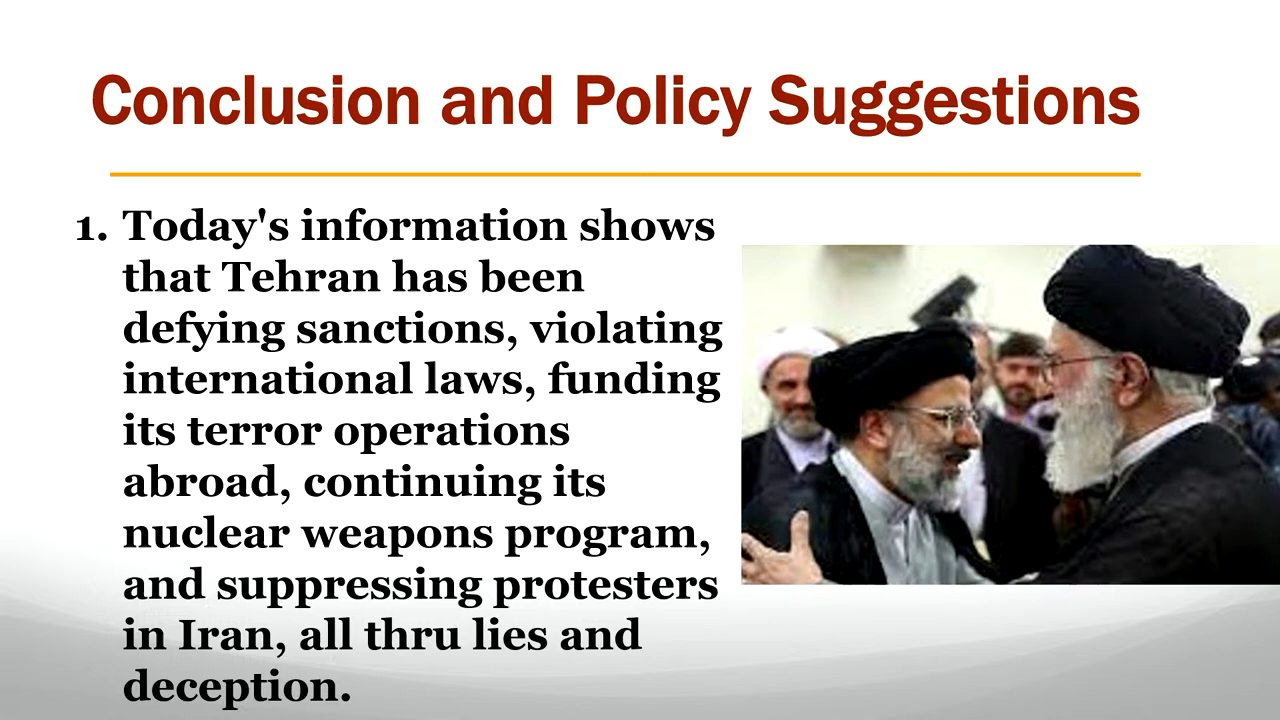 Conclusion and Policy Suggestions
1. Today's information shows
that Tehran has been
defying sanctions, violating
international laws, funding
its terror operations
abroad, continuing its
nuclear weapons program,
and suppressing protesters
in Iran, all thru lies and
deception.